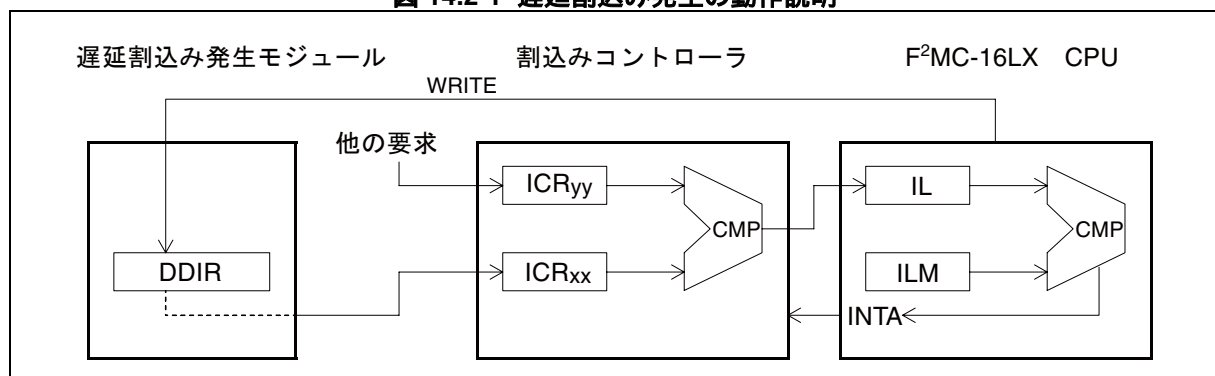 図 14.2-1 遅延割込み発生の動作説明
遅延割込み発生モジュール 割込みコントローラ F²MC-16LX CPU
WRITE
他の要求
ICRyy IL
CMP CMP
DDIR ICRxx ILM
INTA